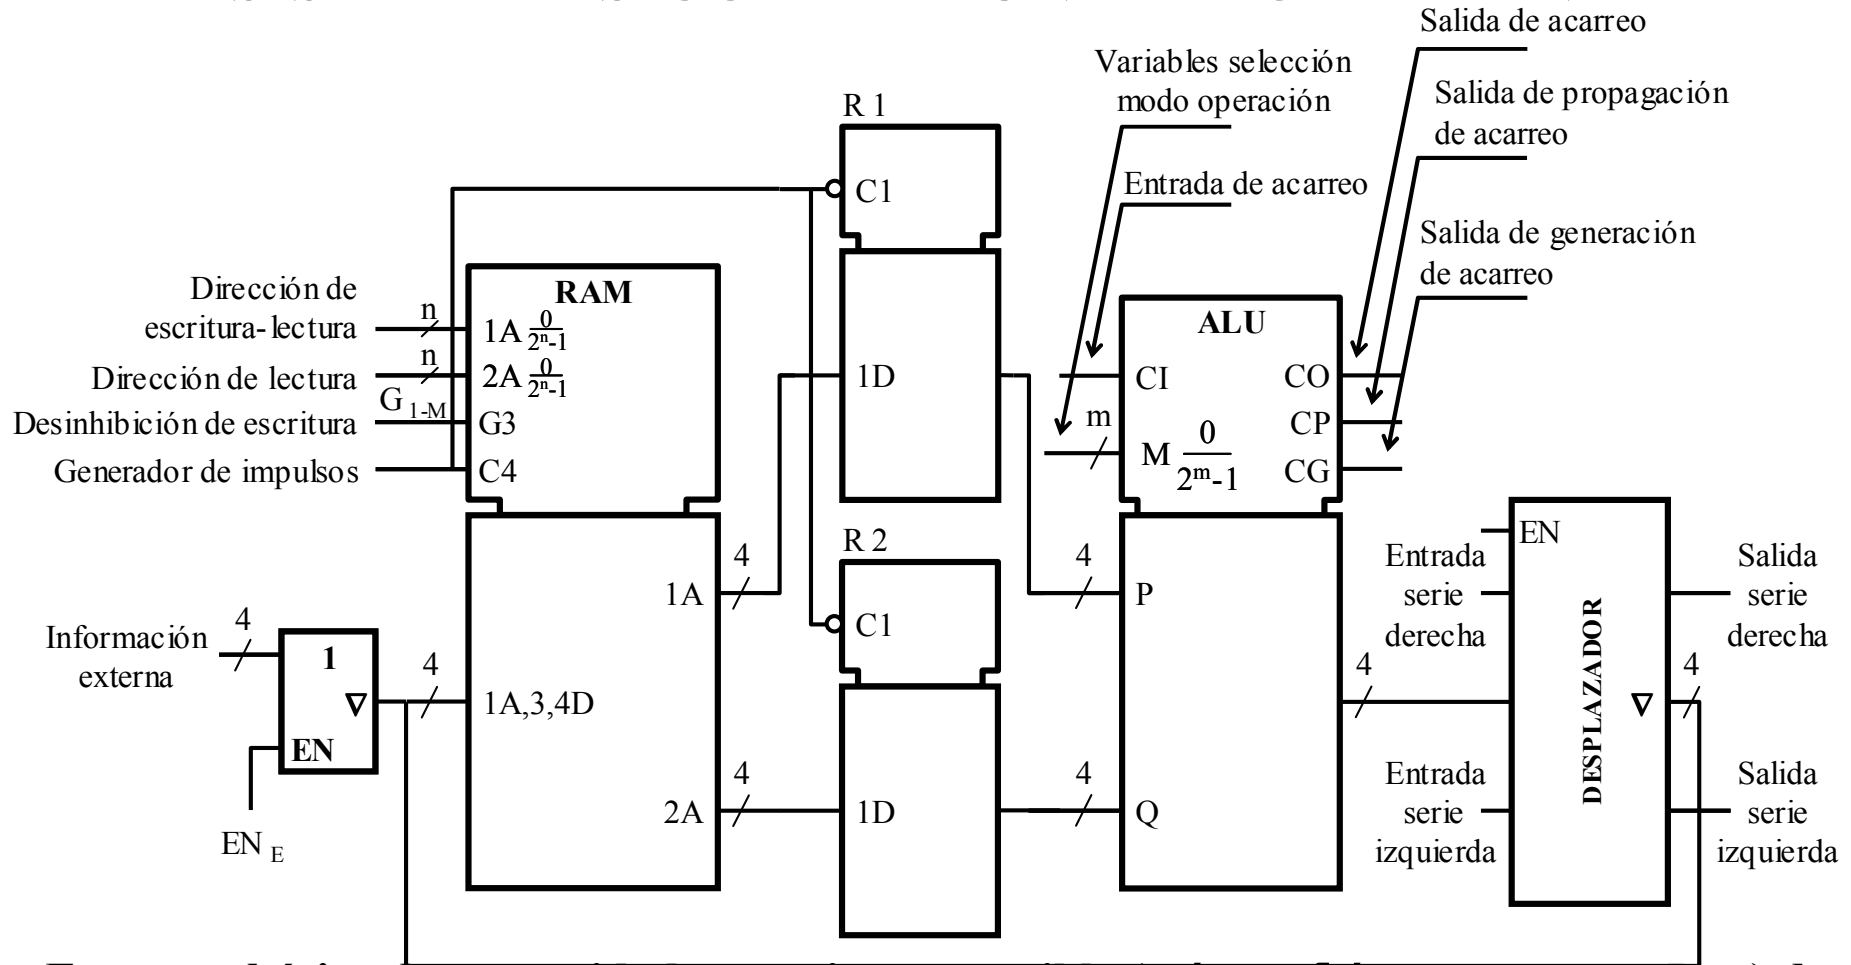 Salida de acarreo
Variables selección
modo operación
Salida de propagación
de acarreo
R 1
C1
Entrada de acarreo
Salida de generación
de acarreo
Dirección de
escritura-lectura
n
RAM
1A 0
2ⁿ-1
Dirección de lectura
n
2A 0
2ⁿ-1
G 1-M
Desinhibición de escritura
G3
Generador de impulsos
C4
1D
ALU
CI
CO
m
CP
M 0
2ᵐ-1
CG
R 2
C1
1D
4
1A
4
P
EN
Entrada
serie
derecha
Salida
serie
derecha
DESPLAZADOR
4
Información
externa
1
∇
EN
EN E
4
1A,3,4D
4
∇
4
4
2A
4
Q
Entrada
serie
izquierda
Salida
serie
izquierda